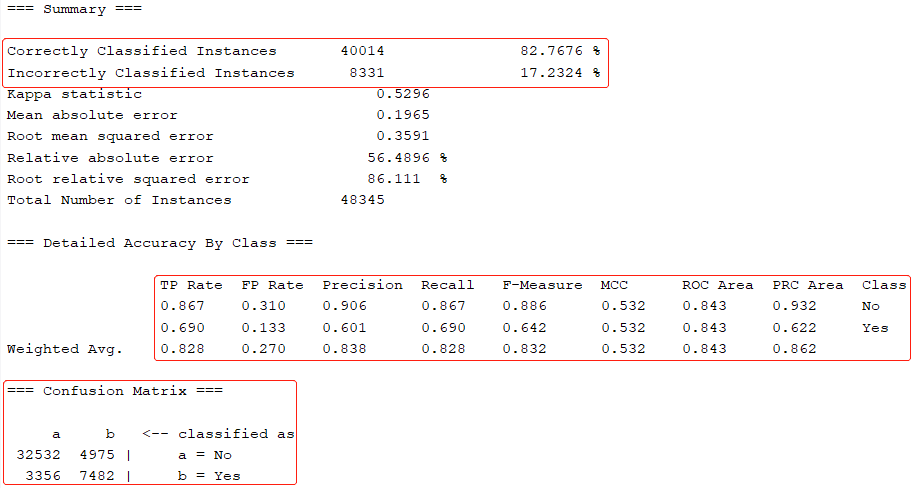 === Summary ===
Correctly Classified Instances 40014 82.7676 %
Incorrectly Classified Instances 8331 17.2324 %
Kappa statistic 0.5296
Mean absolute error 0.1965
Root mean squared error 0.3591
Relative absolute error 56.4896 %
Root relative squared error 86.111 %
Total Number of Instances 48345
=== Detailed Accuracy By Class ===
TP Rate FP Rate Precision Recall F-Measure MCC ROC Area PRC Area Class
0.867 0.310 0.906 0.867 0.886 0.532 0.843 0.932 No
0.690 0.133 0.601 0.690 0.642 0.532 0.843 0.622 Yes
Weighted Avg. 0.828 0.270 0.838 0.828 0.832 0.532 0.843 0.862
=== Confusion Matrix ===
a b <-- classified as
32532 4975 | a = No
3356 7482 | b = Yes